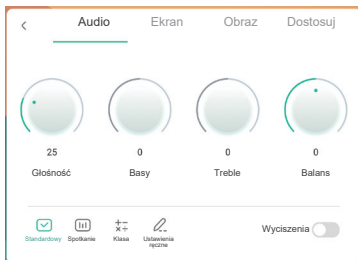 Audio Ekran Obraz Dostosuj
25 0 0 0
Głośność Basy Treble Balans
Standardowy Spotkanie Klasa Ustawienia
ręczne
Wyciszenia